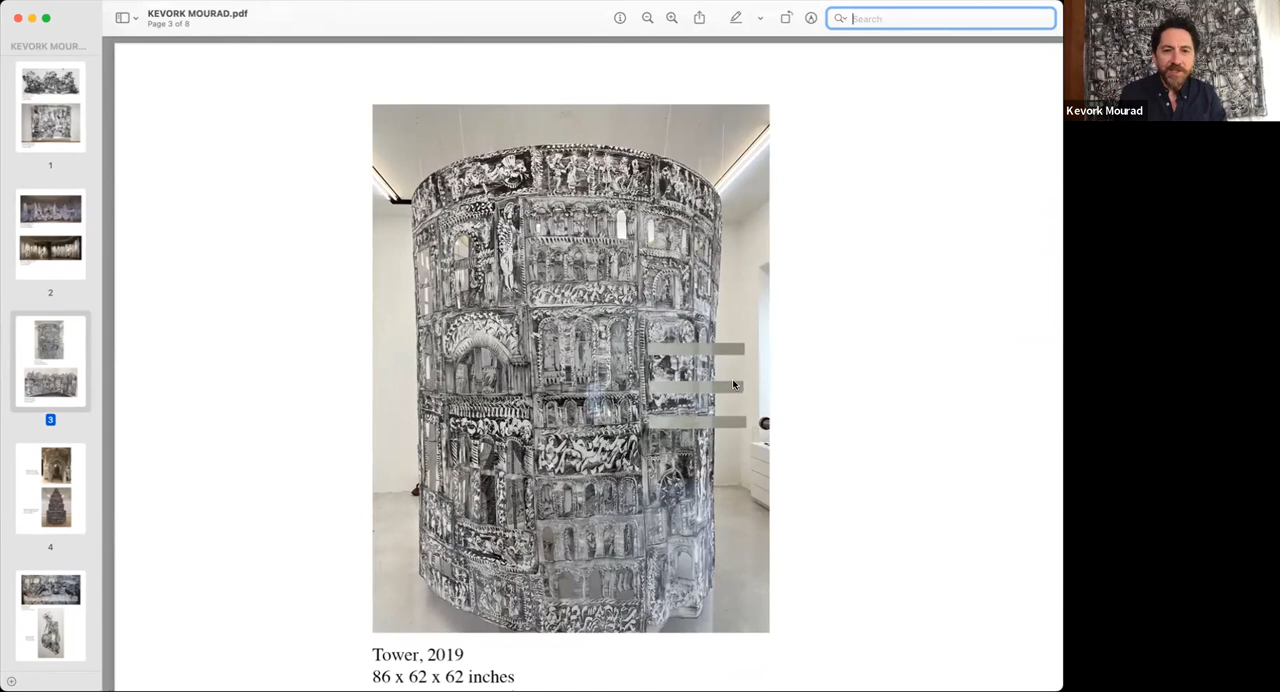 KEVORK MOURAD.pdf
Page 3 of 8
Search
KEVORK MOUR...
1
2
3
4
Kevork Mourad
Tower, 2019
86 x 62 x 62 inches